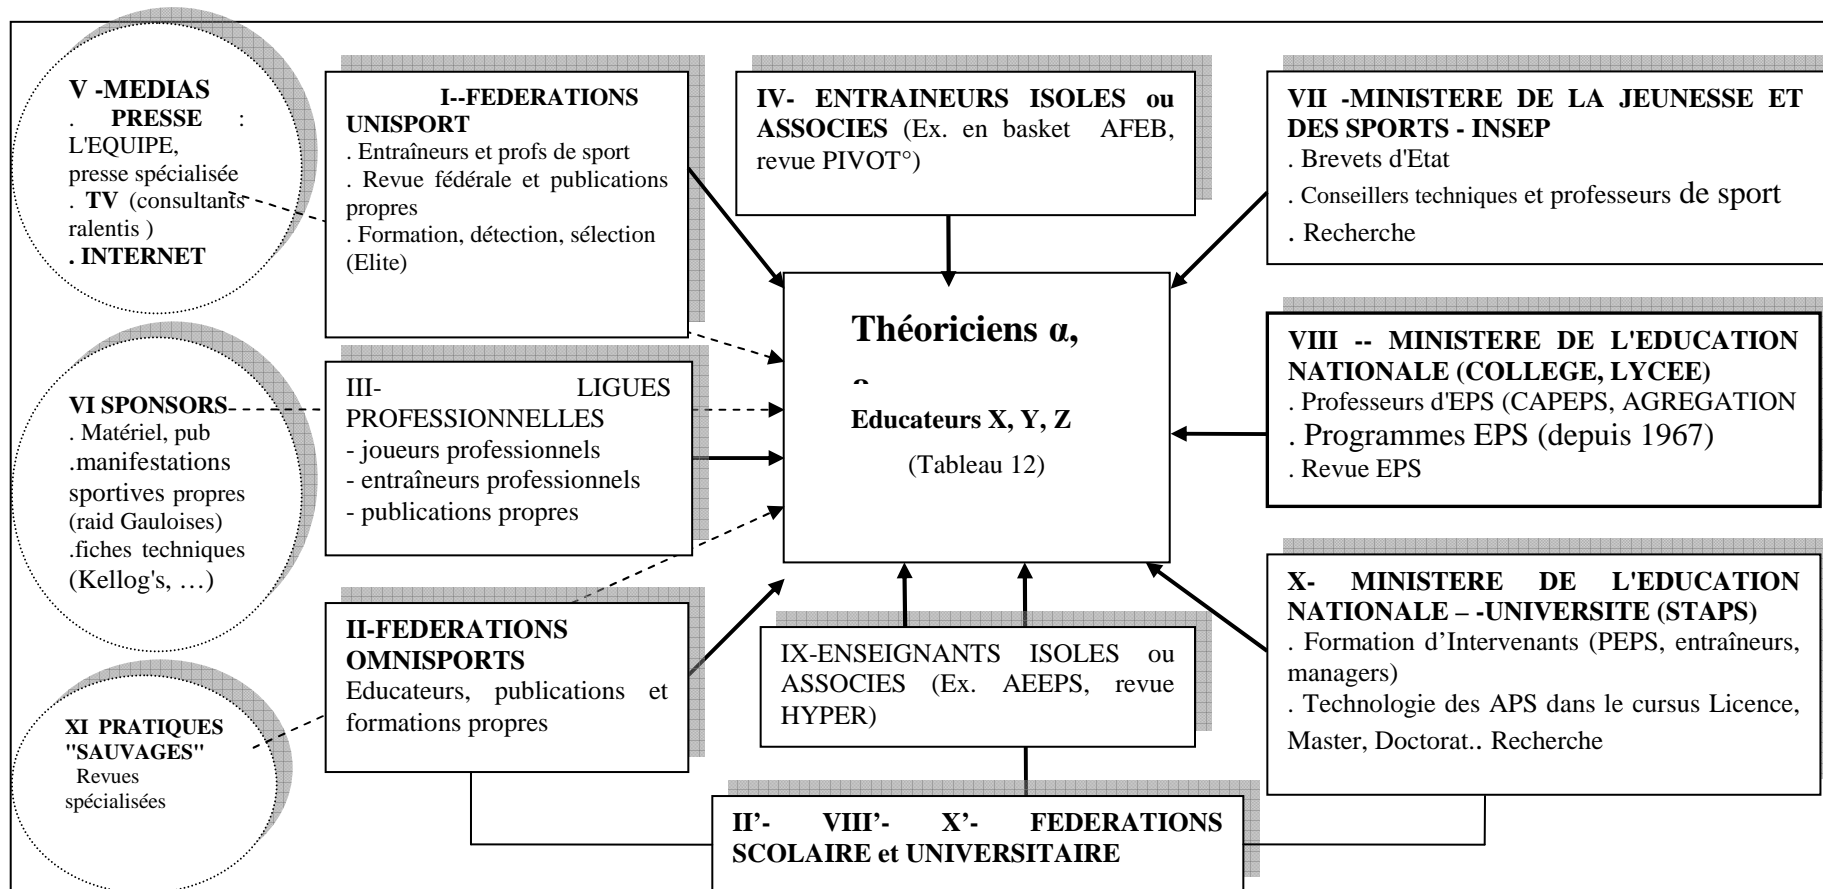 V -MEDIAS
. PRESSE :
L'EQUIPE,
presse spécialisée
. TV (consultants
ralentis )
. INTERNET
I--FEDERATIONS
UNISPORT
. Entraîneurs et profs de sport
. Revue fédérale et publications
propres
. Formation, détection, sélection
(Elite)
IV- ENTRAINEURS ISOLES ou
ASSOCIES (Ex. en basket AFEB,
revue PIVOT°)
VII -MINISTERE DE LA JEUNESSE ET
DES SPORTS - INSEP
. Brevets d'Etat
. Conseillers techniques et professeurs de sport
. Recherche
Théoriciens α,
Educateurs X, Y, Z
(Tableau 12)
VIII -- MINISTERE DE L'EDUCATION
NATIONALE (COLLEGE, LYCEE)
. Professeurs d'EPS (CAPEPS, AGREGATION
. Programmes EPS (depuis 1967)
. Revue EPS
VI SPONSORS
. Matériel, pub
.manifestations
sportives propres
(raid Gauloises)
.fiches techniques
(Kellog's, …)
III- LIGUES
PROFESSIONNELLES
- joueurs professionnels
- entraîneurs professionnels
- publications propres
II-FEDERATIONS
OMNISPORTS
Educateurs, publications et
formations propres
IX-ENSEIGNANTS ISOLES ou
ASSOCIES (Ex. AEEPS, revue
HYPER)
X- MINISTERE DE L'EDUCATION
NATIONALE – -UNIVERSITE (STAPS)
. Formation d’Intervenants (PEPS, entraîneurs,
managers)
. Technologie des APS dans le cursus Licence,
Master, Doctorat.. Recherche
XI PRATIQUES
"SAUVAGES"
Revues
spécialisées
II’- VIII’- X’- FEDERATIONS
SCOLAIRE et UNIVERSITAIRE